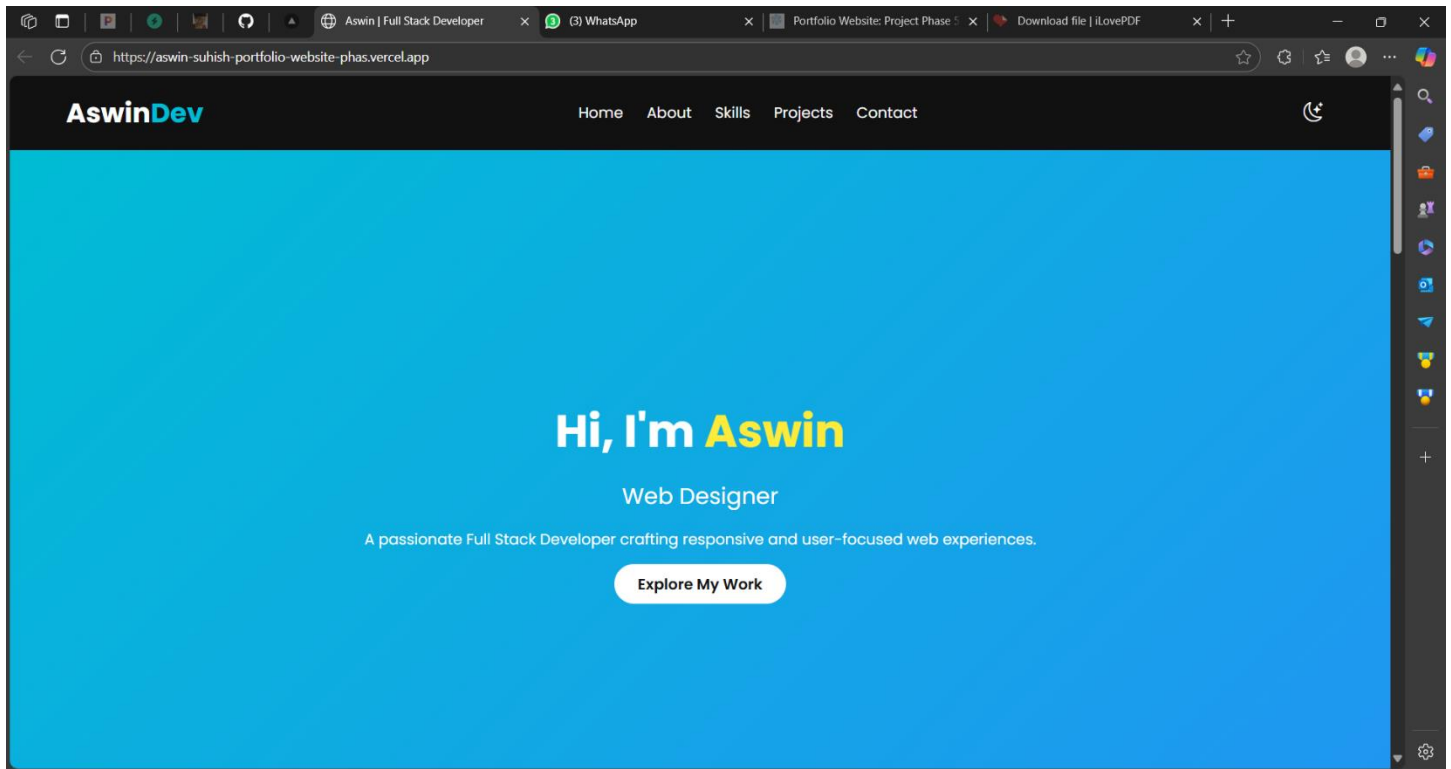 Aswin | Full Stack Developer
(3) WhatsApp
Portfolio Website: Project Phase 5
Download file | iLovePDF
https://aswin-suhish-portfolio-website-phas.vercel.app
AswinDev
Home About Skills Projects Contact
Hi, I'm Aswin
Web Designer
A passionate Full Stack Developer crafting responsive and user-focused web experiences.
Explore My Work